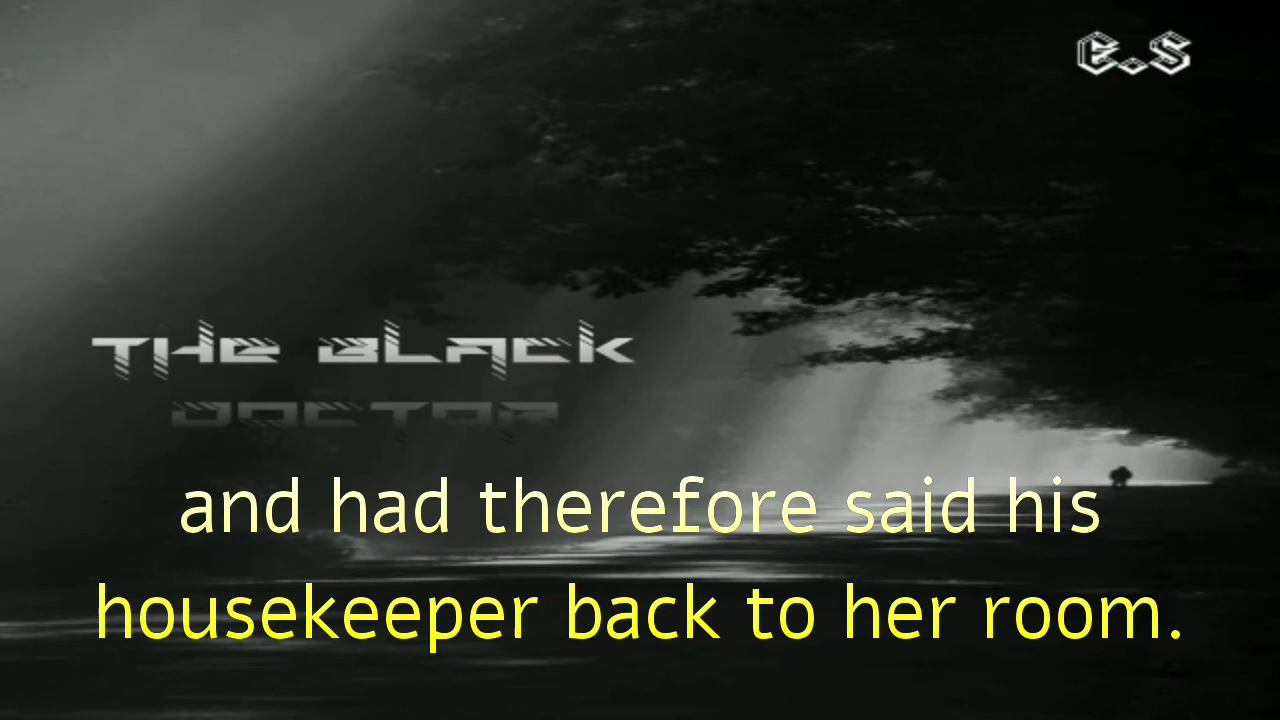 e.s
THE BLACK
DOCTOR
and had therefore said his
housekeeper back to her room.